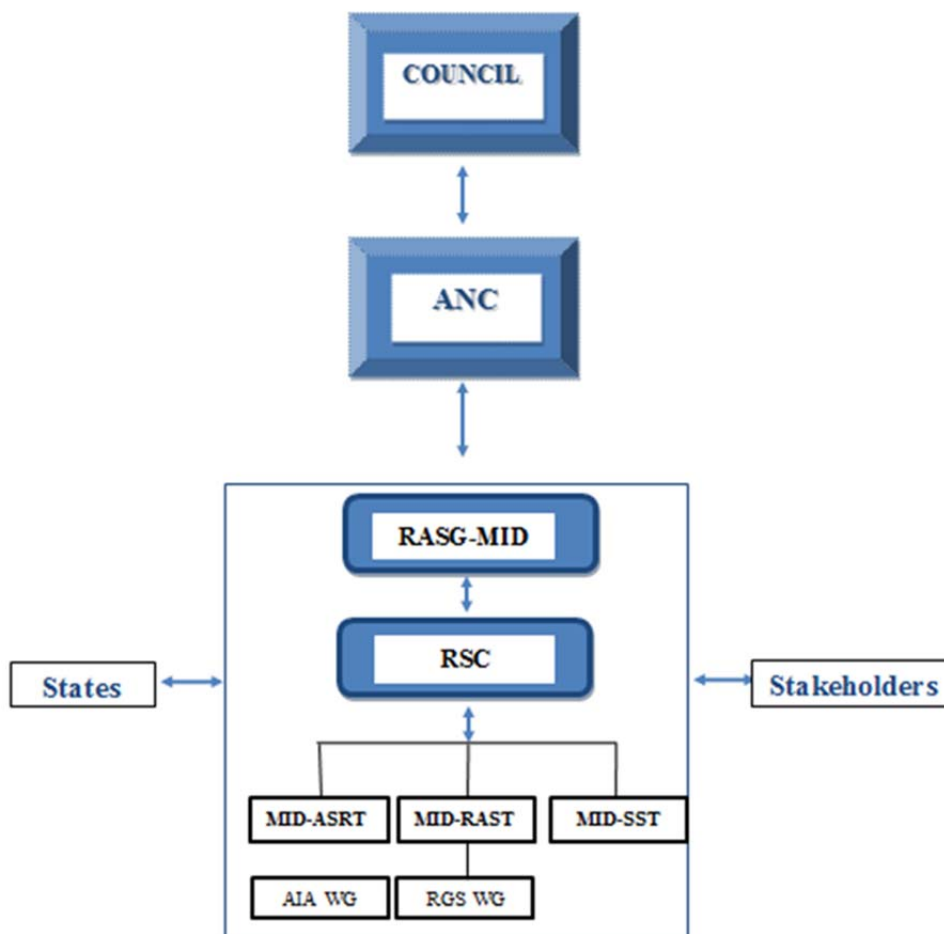 COUNCIL
ANC
RASG-MID
RSC
States
Stakeholders
MID-ASRT
MID-RAST
MID-SST
AIA WG
RGS WG